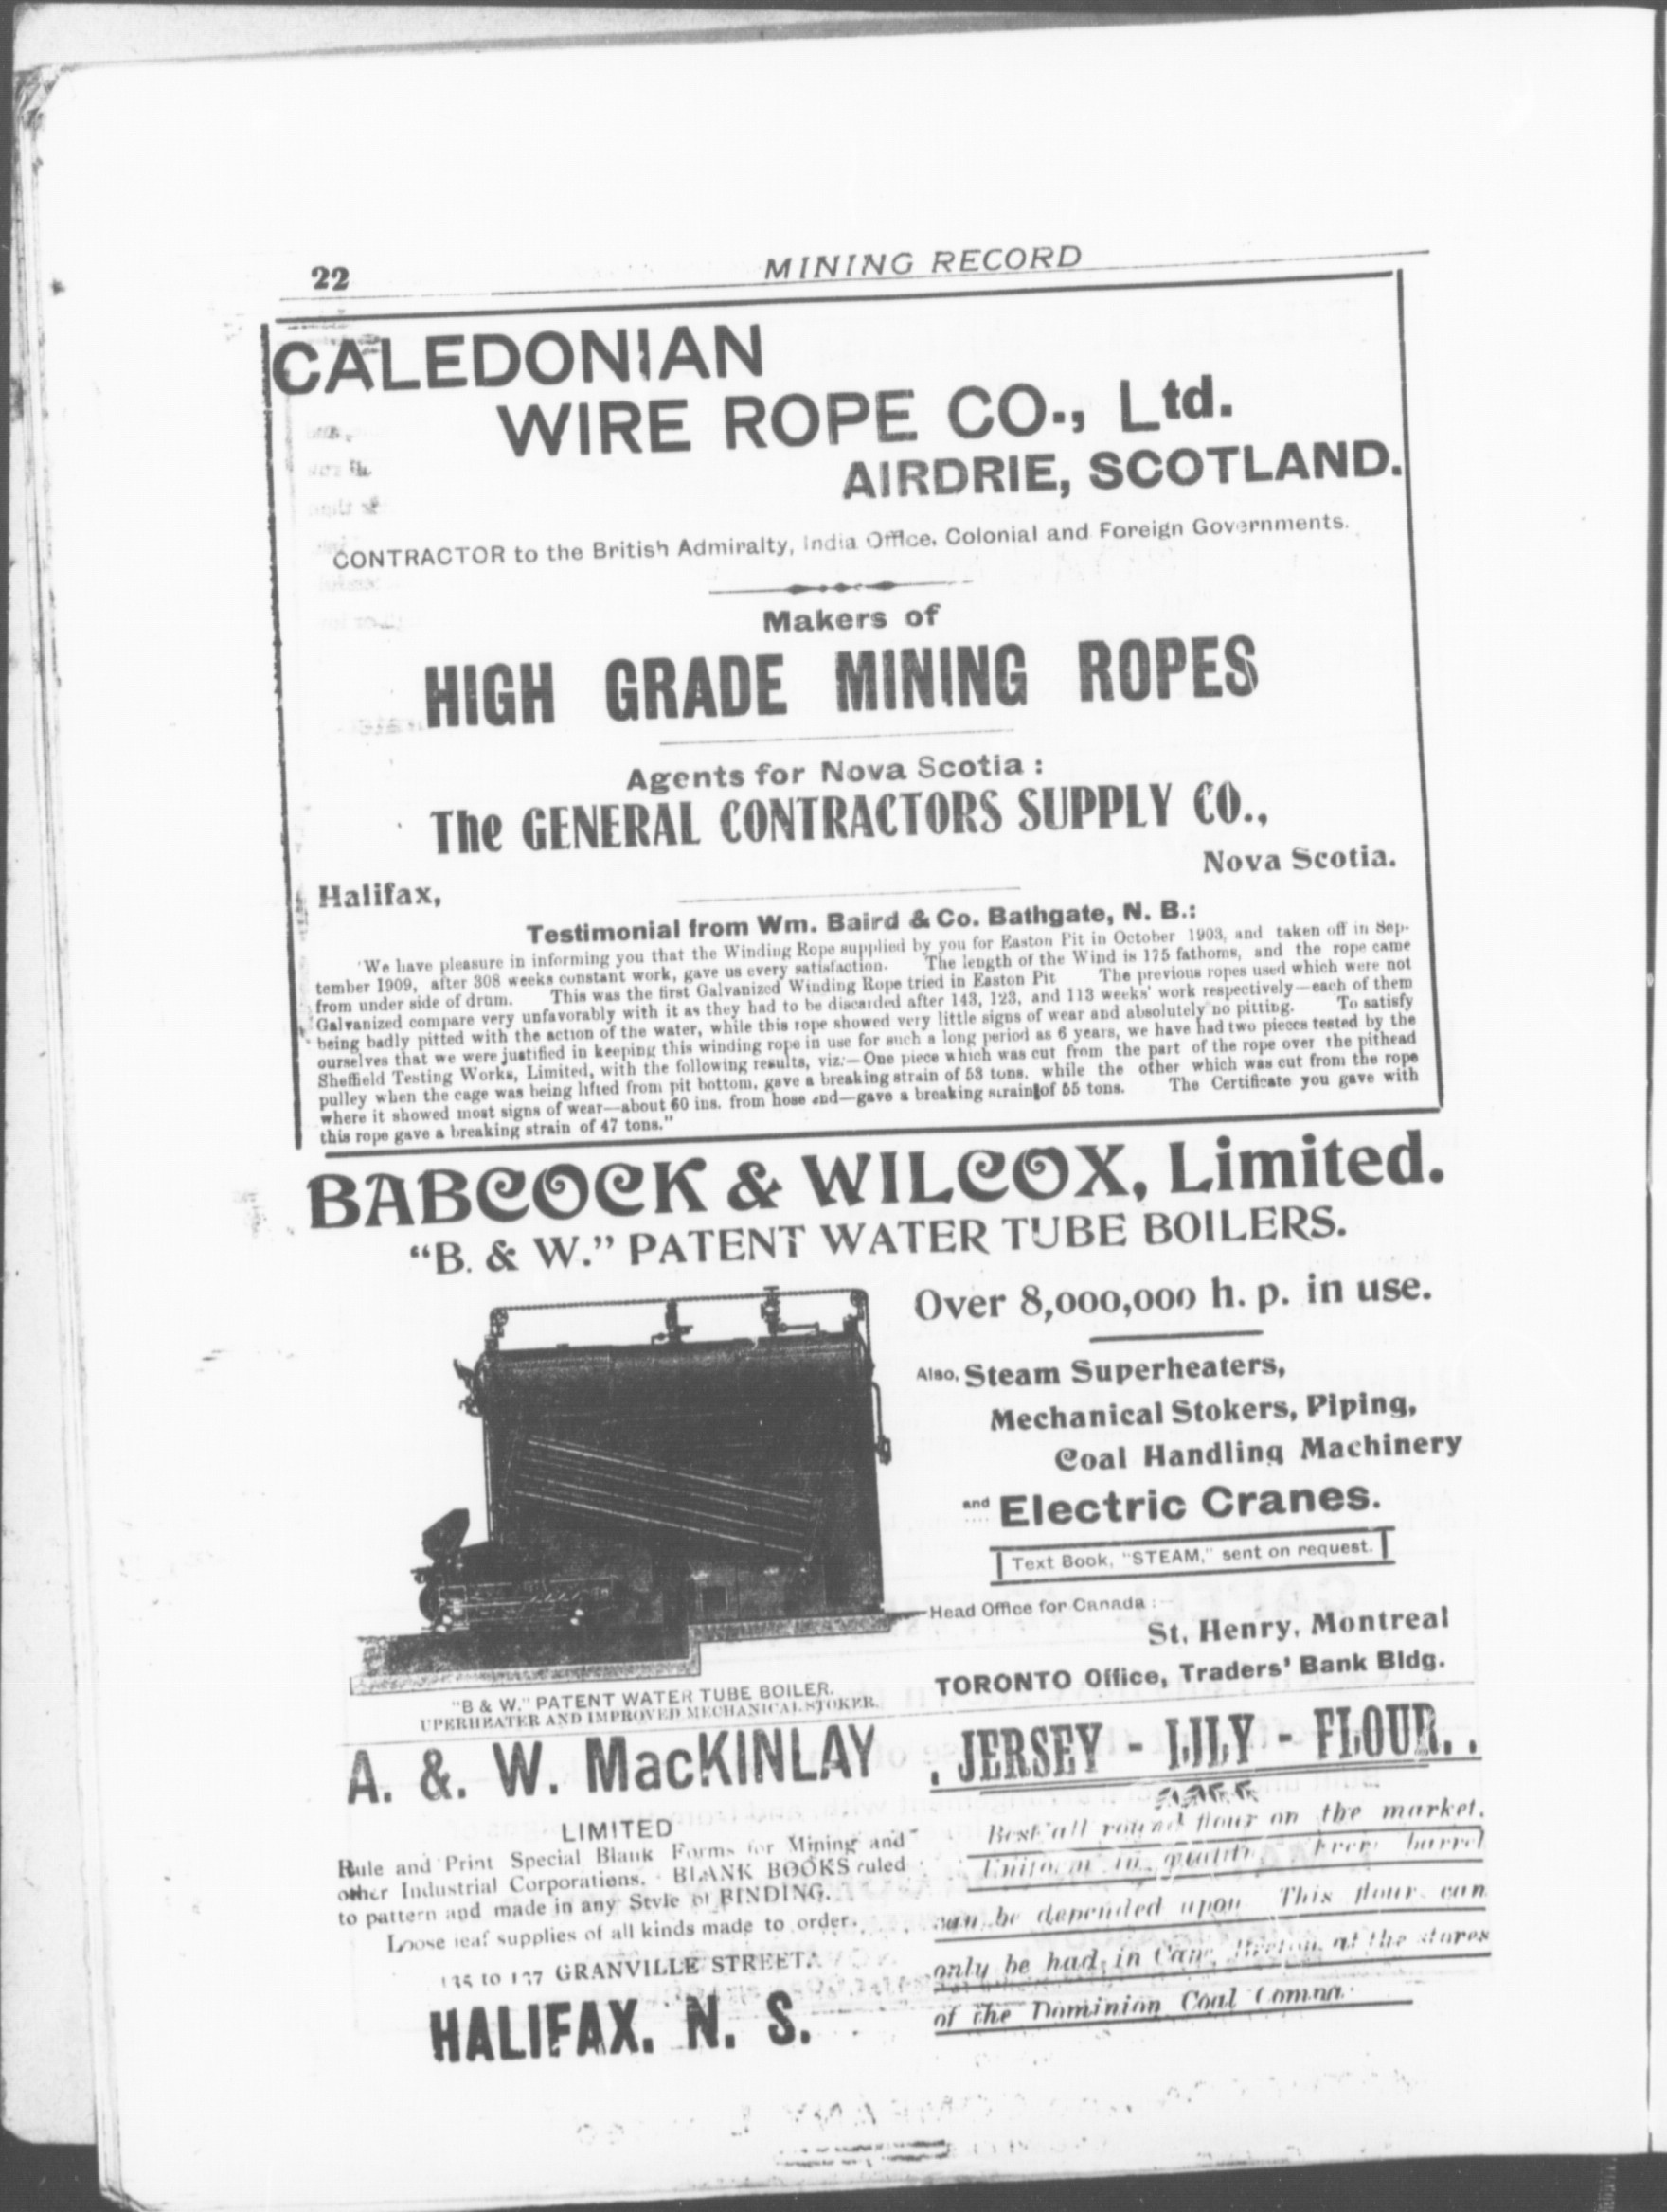 22
MINING RECORD
CALEDONIAN
WIRE ROPE CO., Ltd.
AIRDRIE, SCOTLAND.
CONTRACTOR to the British Admiralty, India Office, Colonial and Foreign Governments.
Makers of
HIGH GRADE MINING ROPES
Agents for Nova Scotia :
The GENERAL CONTRACTORS SUPPLY CO.,
Halifax,
Nova Scotia.
Testimonial from Wm. Baird & Co. Bathgate, N. B.:
'We have pleasure in informing you that the Winding Rope supplied by you for Easton Pit in October 1903, and taken off in Sep-
tember 1909, after 308 weeks constant work, gave us every satisfaction. The length of the Wind is 175 fathoms, and the rope came
from under side of drum. This was the first Galvanized Winding Rope tried in Easton Pit The previous ropes used which were not
Galvanized compare very unfavorably with it as they had to be discarded after 143, 123, and 113 weeks' work respectively—each of them
being badly pitted with the action of the water, while this rope showed very little signs of wear and absolutely no pitting. To satisfy
ourselves that we were justified in keeping this winding rope in use for such a long period as 6 years, we have had two pieces tested by the
Sheffield Testing Works, Limited, with the following results, viz:—One piece which was cut from the part of the rope over the pithead
pulley when the cage was being lifted from pit bottom, gave a breaking strain of 53 tons, while the other which was cut from the rope
where it showed most signs of wear—about 60 ins. from hose end—gave a breaking strain of 55 tons. The Certificate you gave with
this rope gave a breaking strain of 47 tons."
BABCOCK & WILCOX, Limited.
"B. & W." PATENT WATER TUBE BOILERS.
Over 8,000,000 h. p. in use.
Also, Steam Superheaters,
Mechanical Stokers, Piping,
Coal Handling Machinery
and Electric Cranes.
Text Book, "STEAM," sent on request.
Head Office for Canada :—
St, Henry, Montreal
TORONTO Office, Traders' Bank Bldg.
"B & W." PATENT WATER TUBE BOILER.
UPERHEATER AND IMPROVED MECHANICAL STOKER.
A. &. W. MacKINLAY
LIMITED
Rule and Print Special Blank Forms for Mining and
other Industrial Corporations. BLANK BOOKS ruled
to pattern and made in any Style of BINDING.
Loose leaf supplies of all kinds made to order.
135 to 137 GRANVILLE STREET.
HALIFAX. N. S.
. JERSEY - LILY - FLOUR. .
Best all round flour on the market.
Uniform in quality. Every barrel
can be depended upon This flour can
only be had in Cape Breton at the stores
of the Dominion Coal